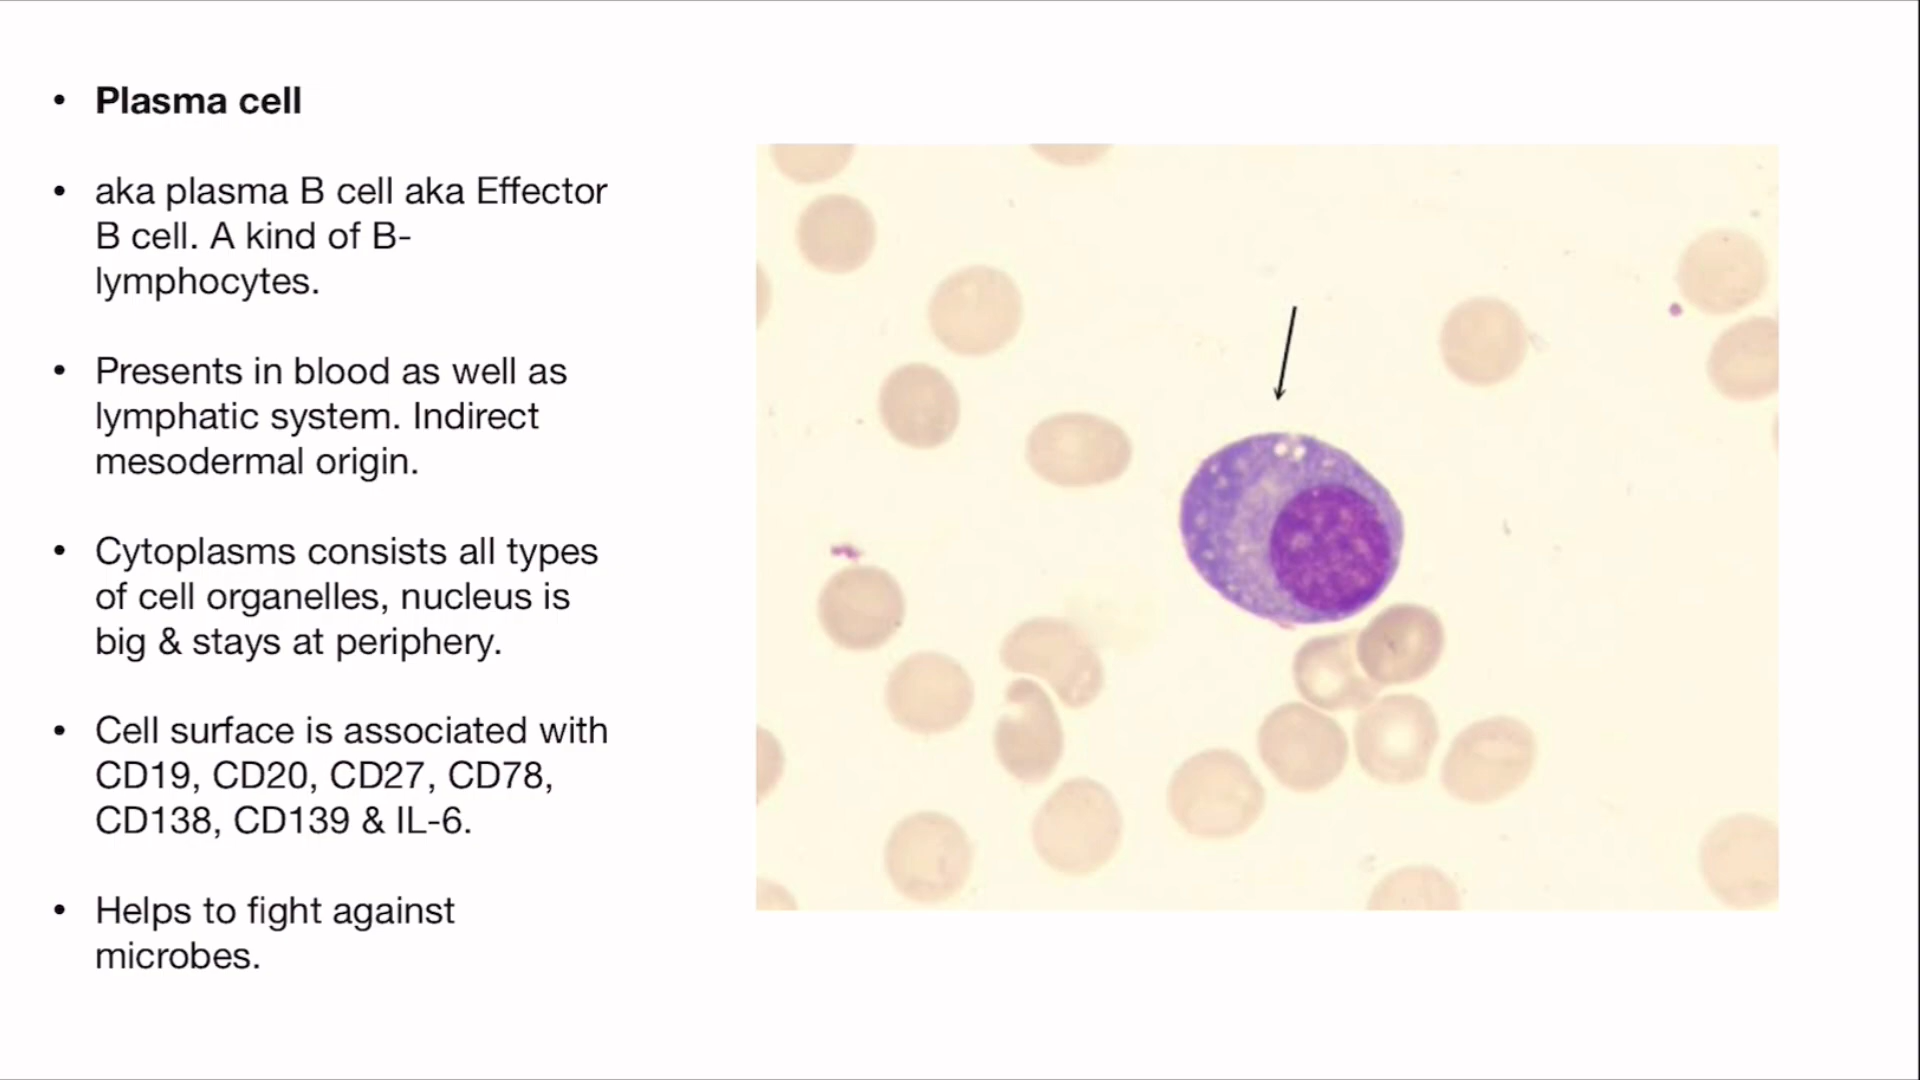 • Plasma cell
• aka plasma B cell aka Effector
B cell. A kind of B-
lymphocytes.
• Presents in blood as well as
lymphatic system. Indirect
mesodermal origin.
• Cytoplasms consists all types
of cell organelles, nucleus is
big & stays at periphery.
• Cell surface is associated with
CD19, CD20, CD27, CD78,
CD138, CD139 & IL-6.
• Helps to fight against
microbes.